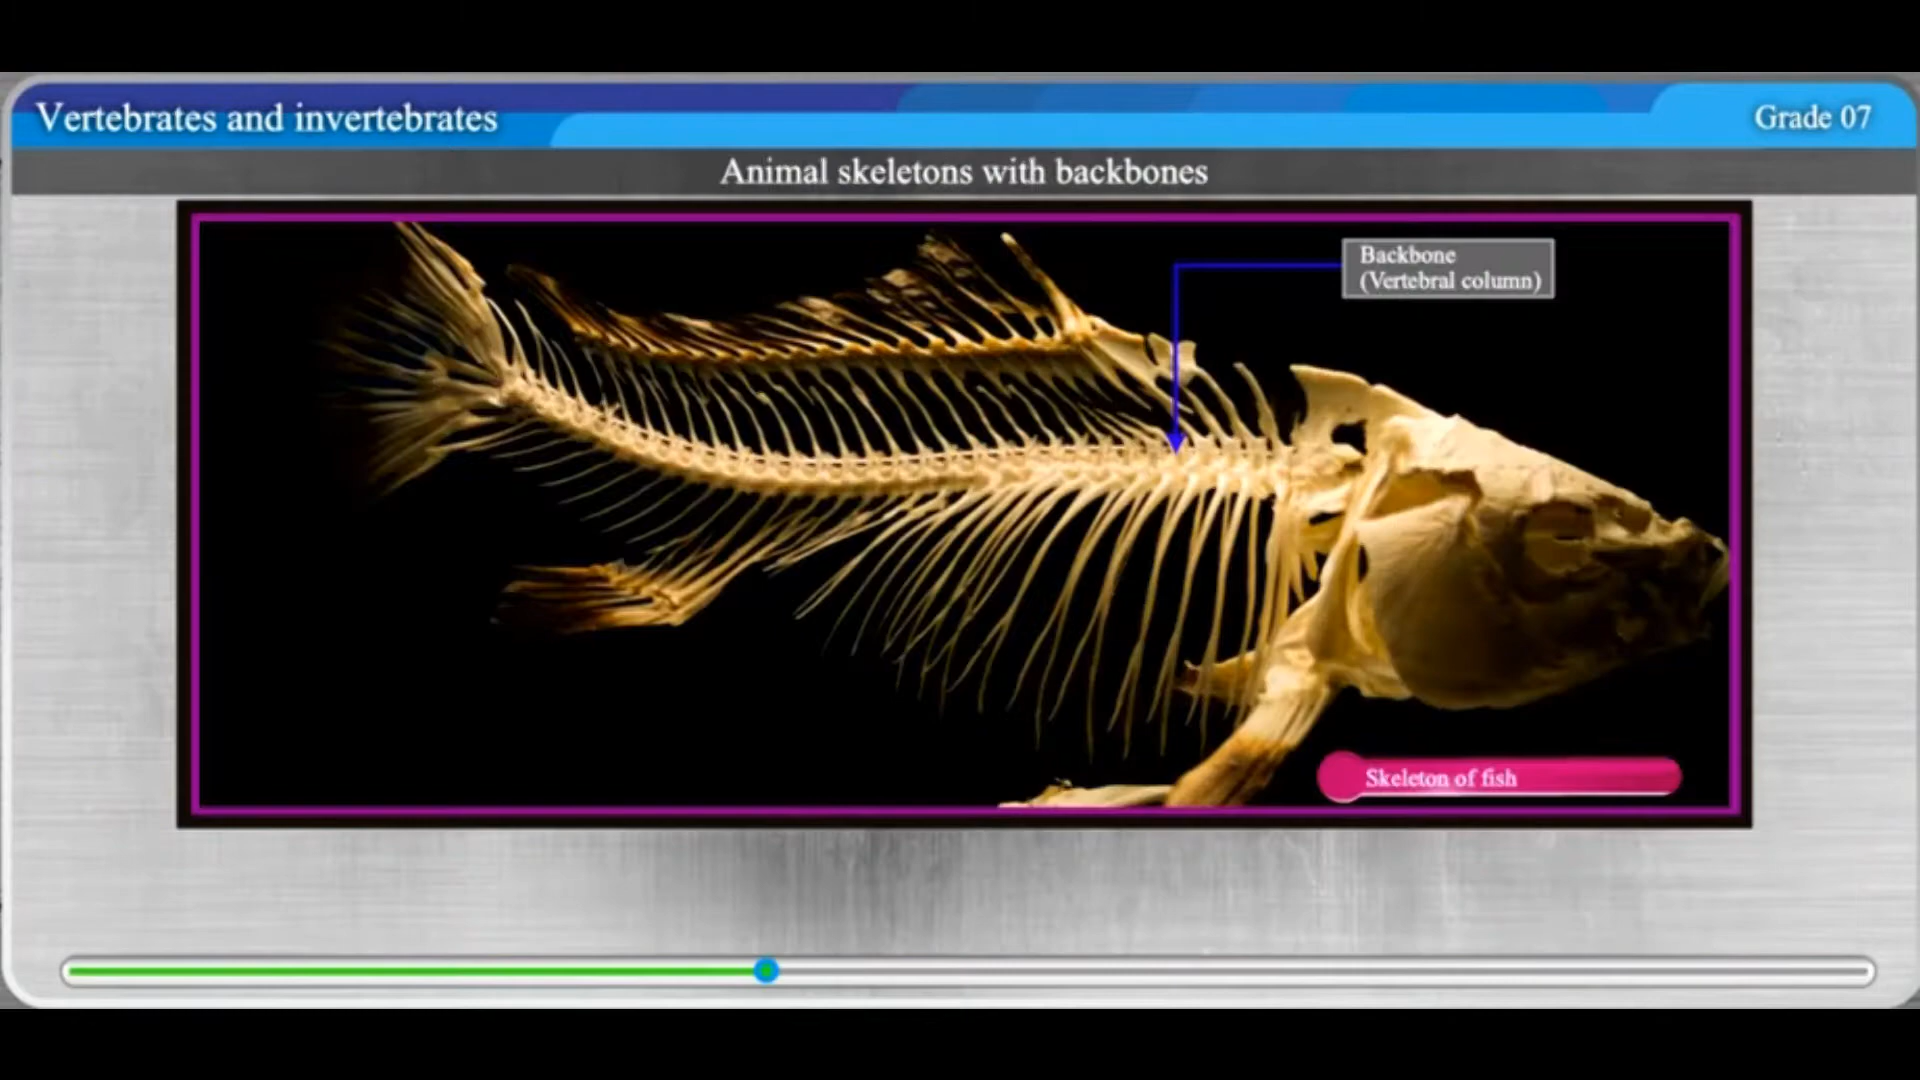 Vertebrates and invertebrates
Grade 07
Animal skeletons with backbones
Backbone
(Vertebral column)
Skeleton of fish